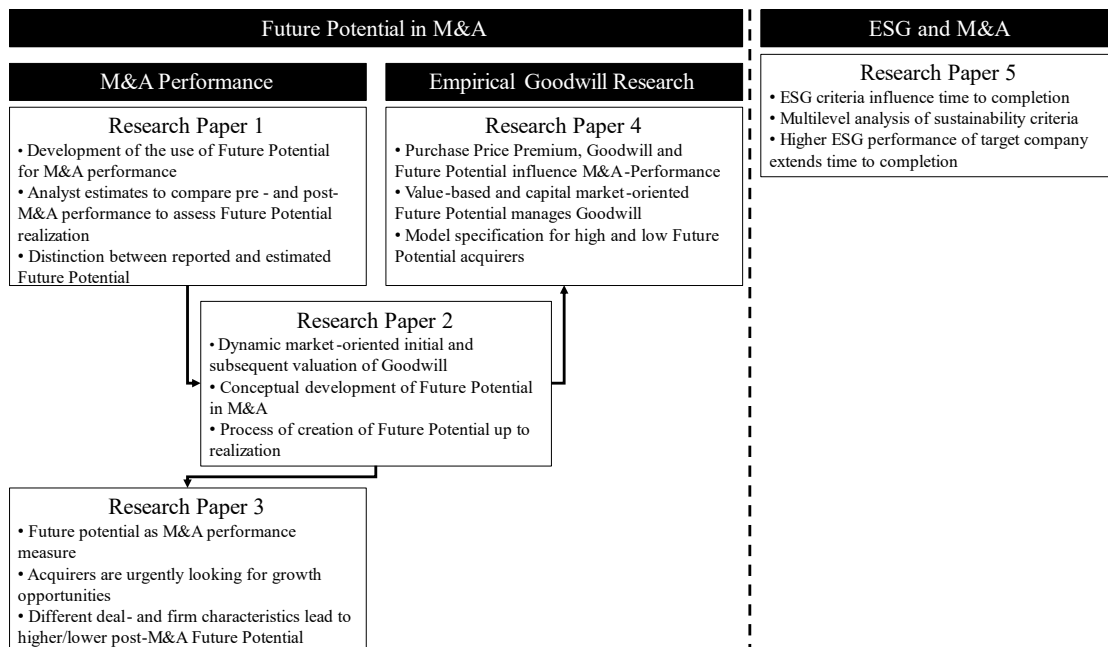 Future Potential in M&A
M&A Performance
Research Paper 1
• Development of the use of Future Potential
for M&A performance
• Analyst estimates to compare pre - and post-
M&A performance to assess Future Potential
realization
• Distinction between reported and estimated
Future Potential
Empirical Goodwill Research
Research Paper 4
• Purchase Price Premium, Goodwill and
Future Potential influence M&A-Performance
• Value-based and capital market-oriented
Future Potential manages Goodwill
• Model specification for high and low Future
Potential acquirers
Research Paper 2
• Dynamic market-oriented initial and
subsequent valuation of Goodwill
• Conceptual development of Future Potential
in M&A
• Process of creation of Future Potential up to
realization
Research Paper 3
• Future potential as M&A performance
measure
• Acquirers are urgently looking for growth
opportunities
• Different deal- and firm characteristics lead to
higher/lower post-M&A Future Potential
ESG and M&A
Research Paper 5
• ESG criteria influence time to completion
• Multilevel analysis of sustainability criteria
• Higher ESG performance of target company
extends time to completion